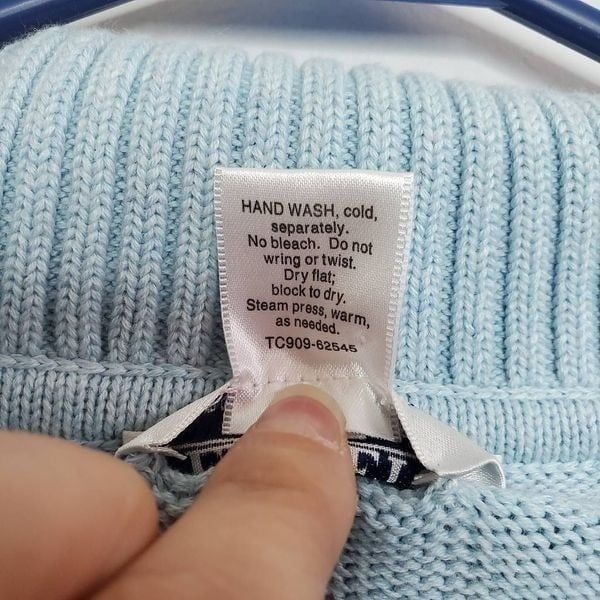 HAND WASH, cold,
separately.
No bleach. Do not
wring or twist.
Dry flat;
block to dry.
Steam press, warm,
as needed.
TC909-62545